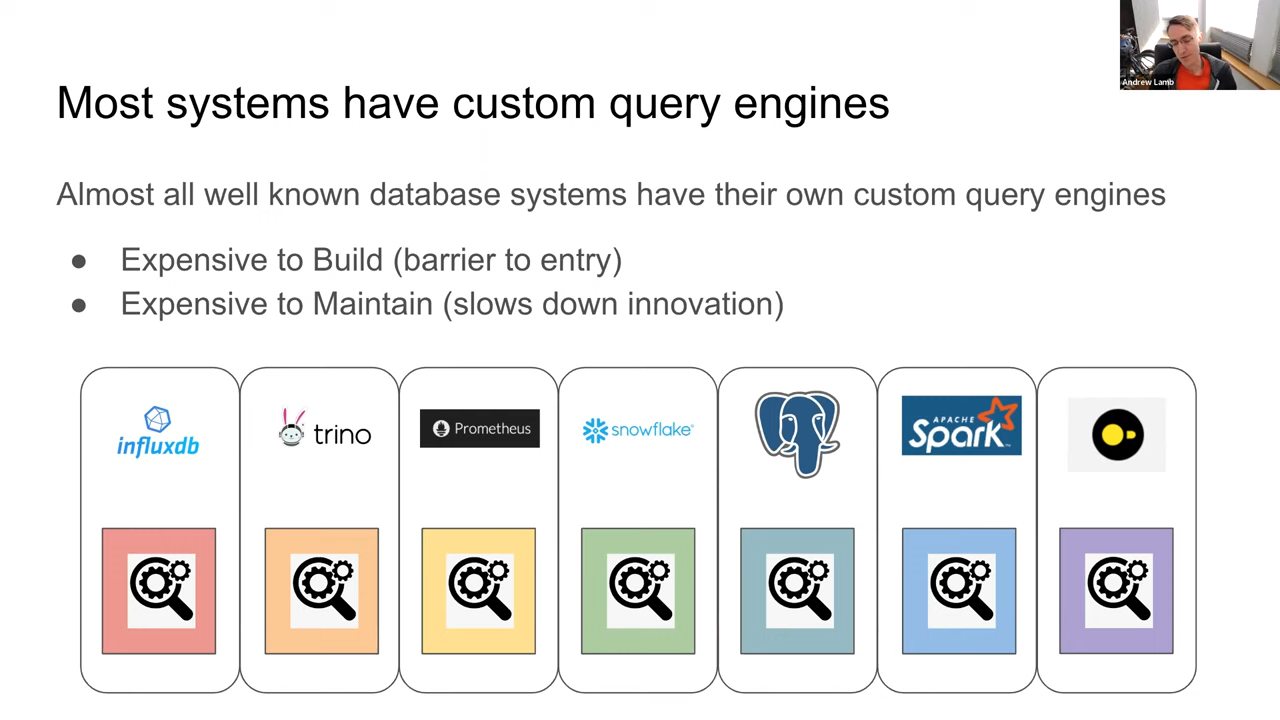 Andrew Lamb
Most systems have custom query engines
Almost all well known database systems have their own custom query engines
● Expensive to Build (barrier to entry)
● Expensive to Maintain (slows down innovation)
influxdb
trino
Prometheus
snowflake®
APACHE
Spark™